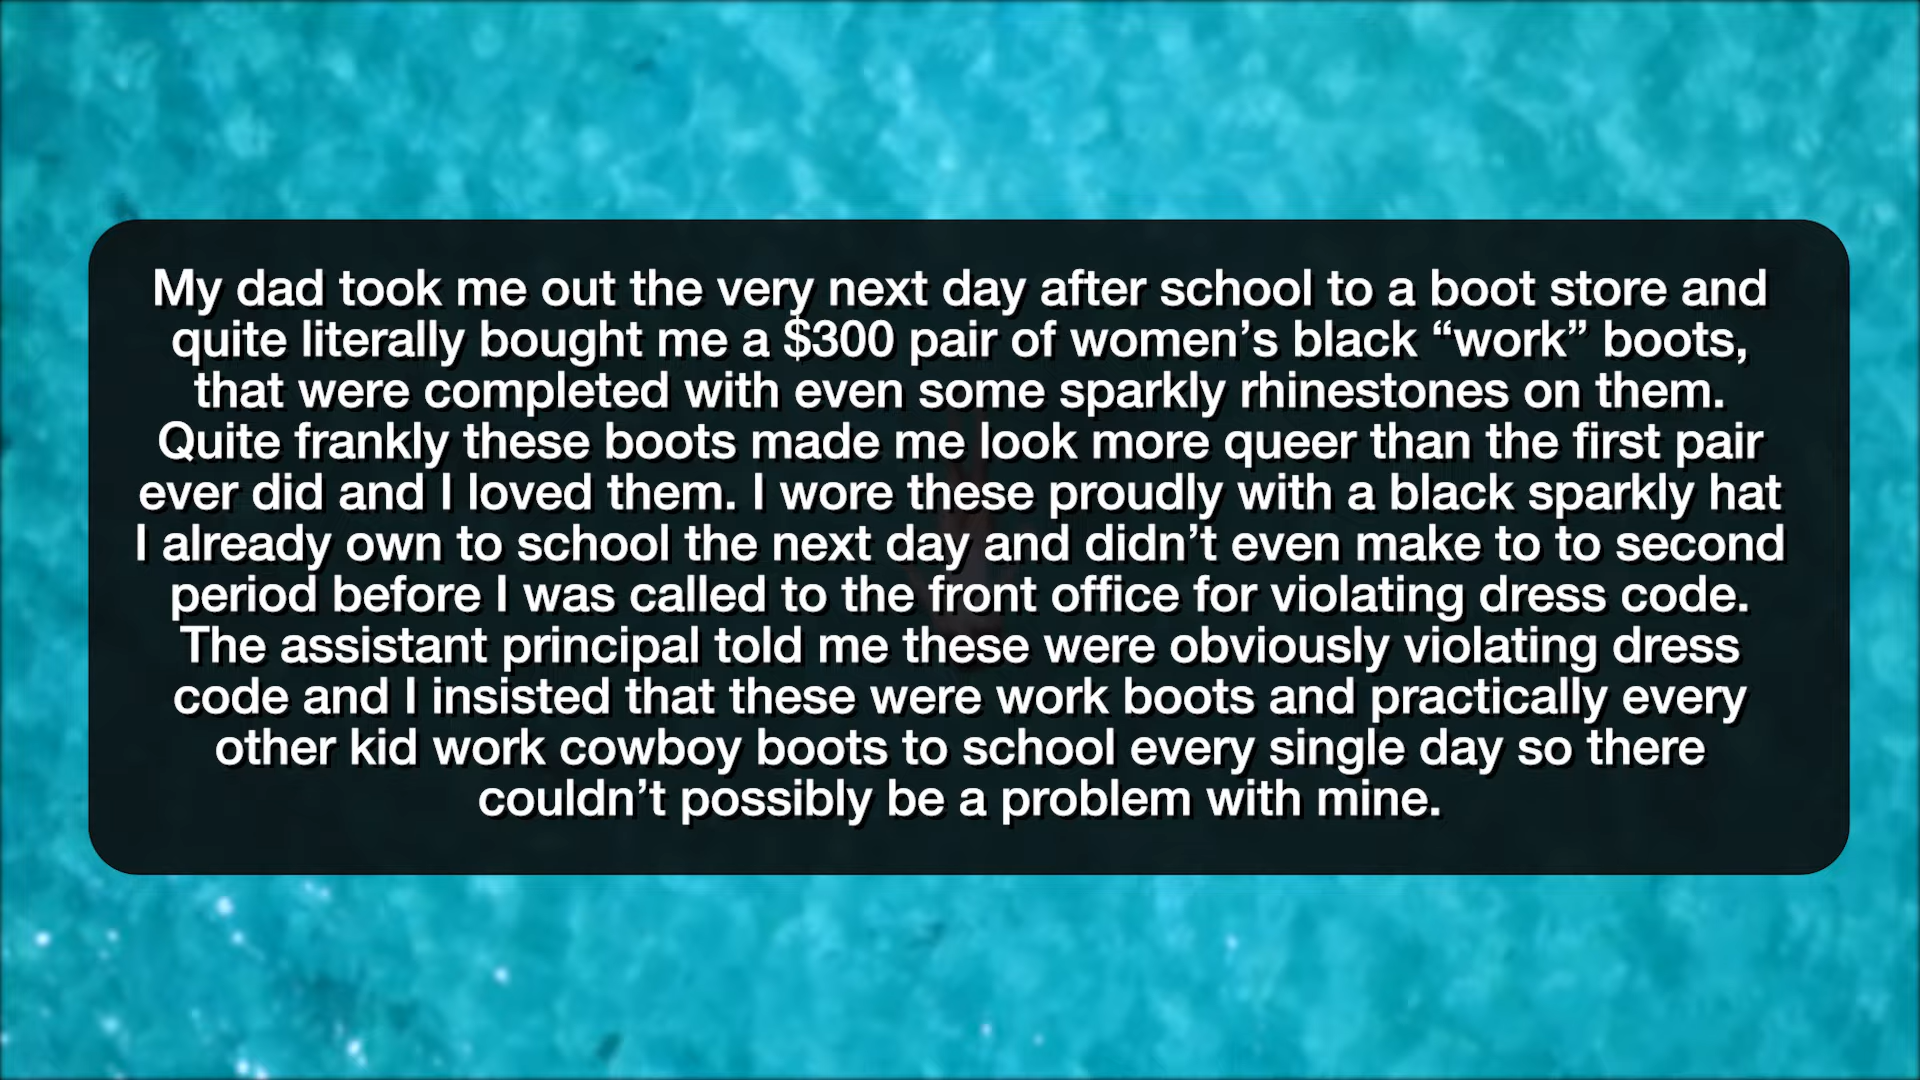 My dad took me out the very next day after school to a boot store and
quite literally bought me a $300 pair of women’s black “work” boots,
that were completed with even some sparkly rhinestones on them.
Quite frankly these boots made me look more queer than the first pair
ever did and I loved them. I wore these proudly with a black sparkly hat
I already own to school the next day and didn’t even make to to second
period before I was called to the front office for violating dress code.
The assistant principal told me these were obviously violating dress
code and I insisted that these were work boots and practically every
other kid work cowboy boots to school every single day so there
couldn’t possibly be a problem with mine.